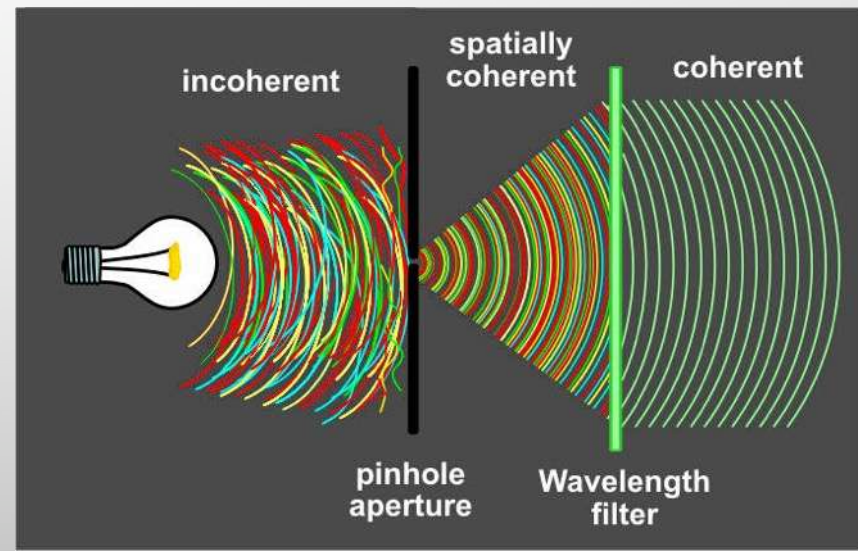 incoherent
spatially
coherent
coherent
pinhole
aperture
Wavelength
filter